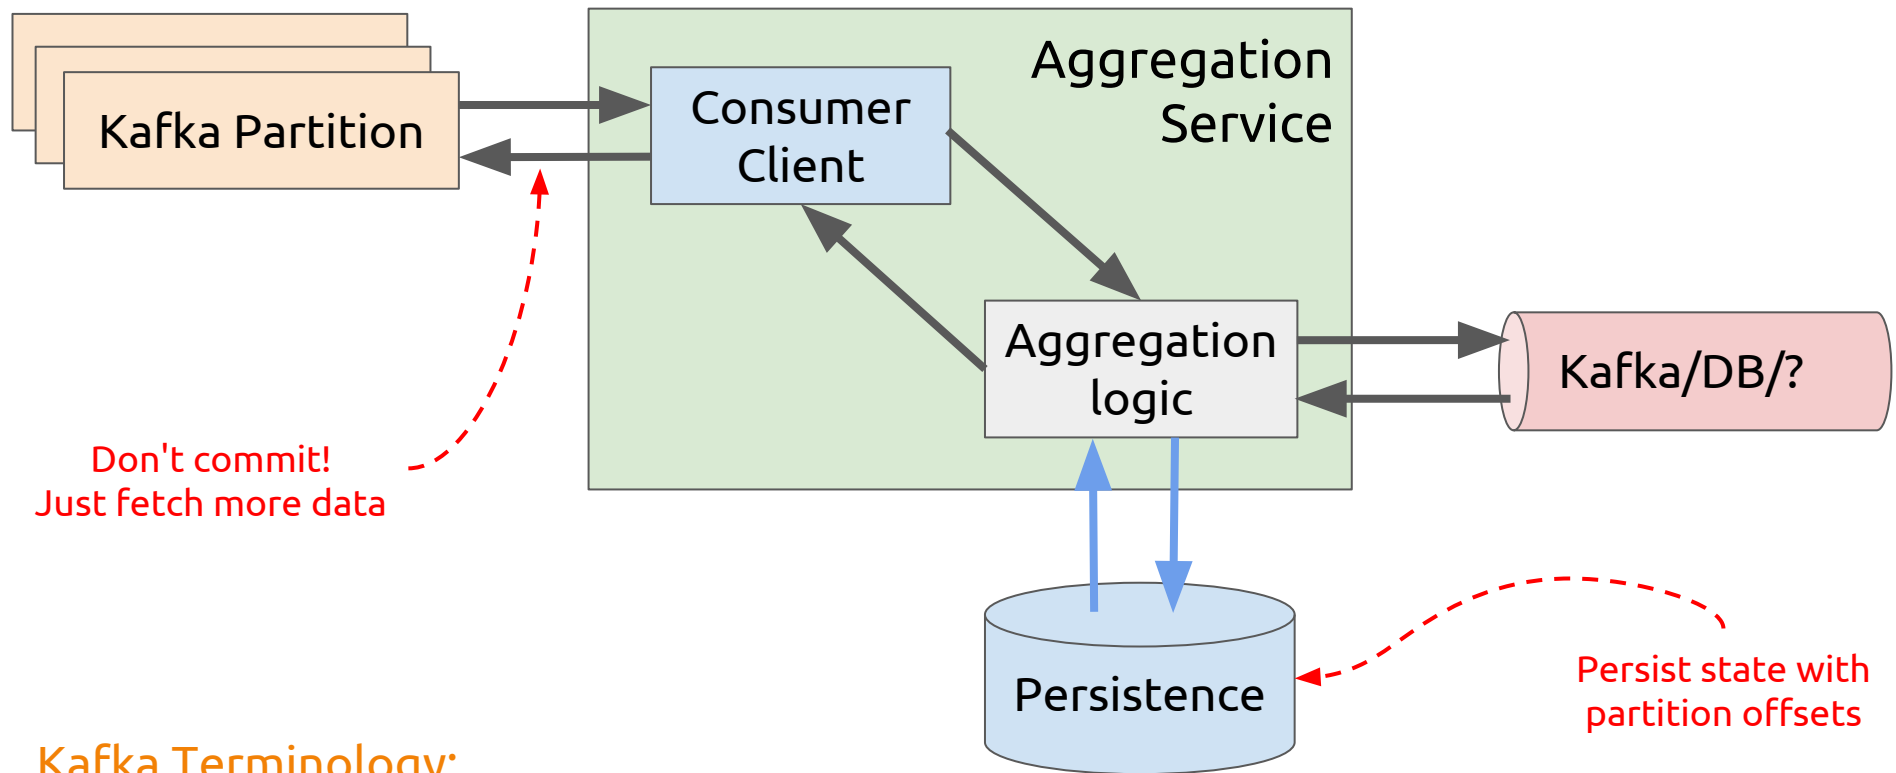 Aggregation
Service
Kafka Partition
Consumer
Client
Aggregation
logic
Kafka/DB/?
Don't commit!
Just fetch more data
Persistence
Persist state with
partition offsets
Kafka Terminology: